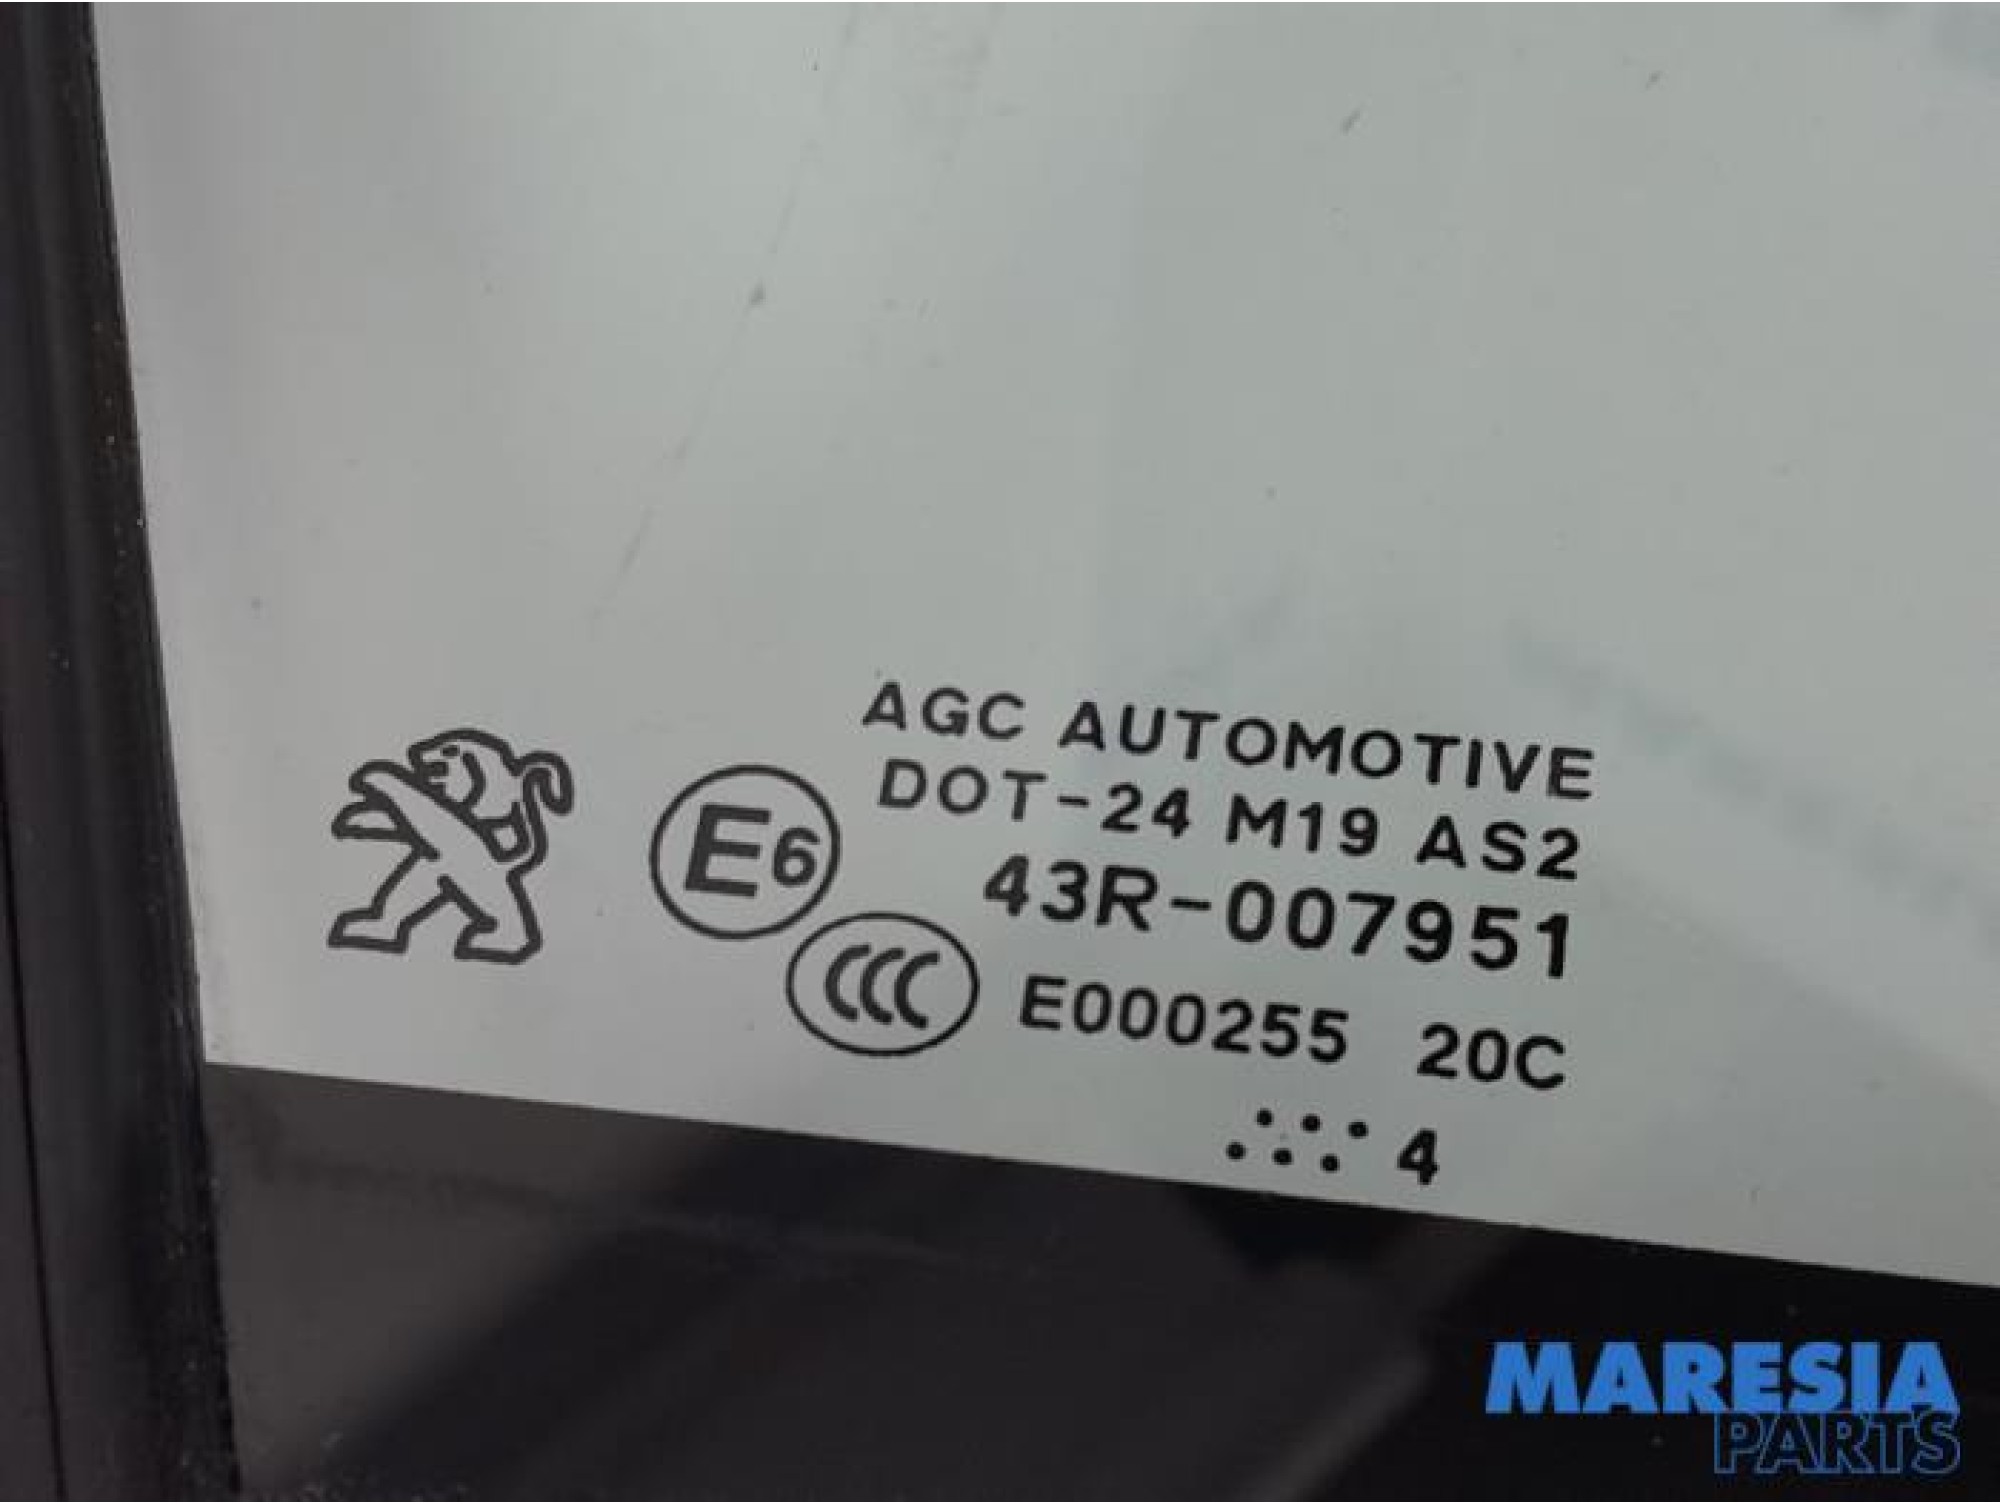 AGC AUTOMOTIVE
DOT-24 M19 AS2
E6
43R-007951
CCC E000255 20C
4
MARESIA
PARTS